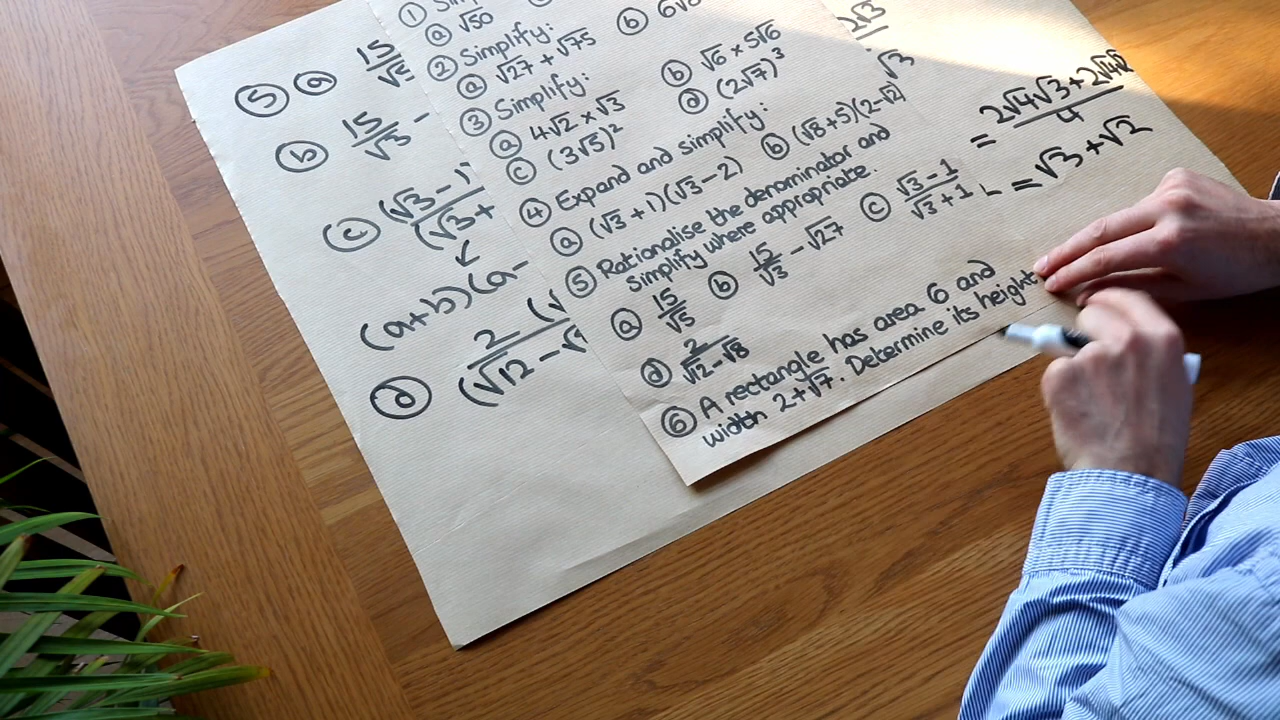 ① Sim
ⓐ √50
ⓑ 6√8
② Simplify:
ⓐ √27 + √75
ⓑ √6 × 5√6
③ Simplify:
ⓐ 4√2 × √3
ⓓ (2√7)³
ⓒ (3√5)²
④ Expand and simplify:
ⓐ (√3 + 1)(√3 − 2)
ⓑ (√8 + 5)(2 − √2)
⑤ Rationalise the denominator and
simplify where appropriate.
ⓐ 15/√5
ⓑ 15/√3 − √27
ⓒ (√3 − 1)/(√3 + 1)
ⓓ 2/(√12 − √8)
⑥ A rectangle has area 6 and
width 2+√7. Determine its height.
⑤ ⓐ 15/√5
ⓑ 15/√3 −
ⓒ (√3 − 1)/(√3 +
(a+b)(a−
ⓓ 2 (√/(√12 − √
2√3
√3
= (2√4√3 + 2√4√2)/4
= √3 + √2